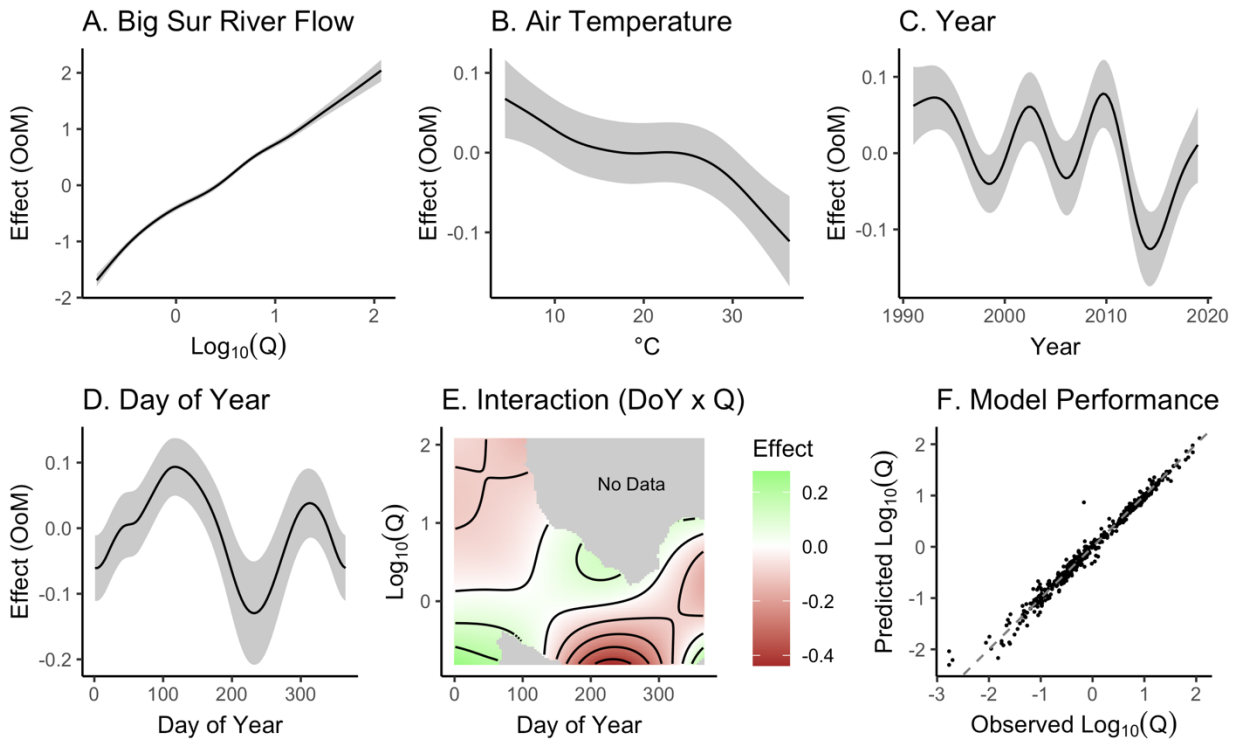 A. Big Sur River Flow
Effect (OoM)
2
1
0
-1
-2
0
1
2
Log₁₀(Q)
B. Air Temperature
Effect (OoM)
0.1
0.0
-0.1
10
20
30
°C
C. Year
Effect (OoM)
0.1
0.0
-0.1
1990
2000
2010
2020
Year
D. Day of Year
Effect (OoM)
0.1
0.0
-0.1
-0.2
0
100
200
300
Day of Year
E. Interaction (DoY x Q)
Log₁₀(Q)
2
1
0
No Data
0
100
200
300
Day of Year
Effect
0.2
0.0
-0.2
-0.4
F. Model Performance
Predicted Log₁₀(Q)
2
1
0
-1
-2
-3
-2
-1
0
1
2
Observed Log₁₀(Q)